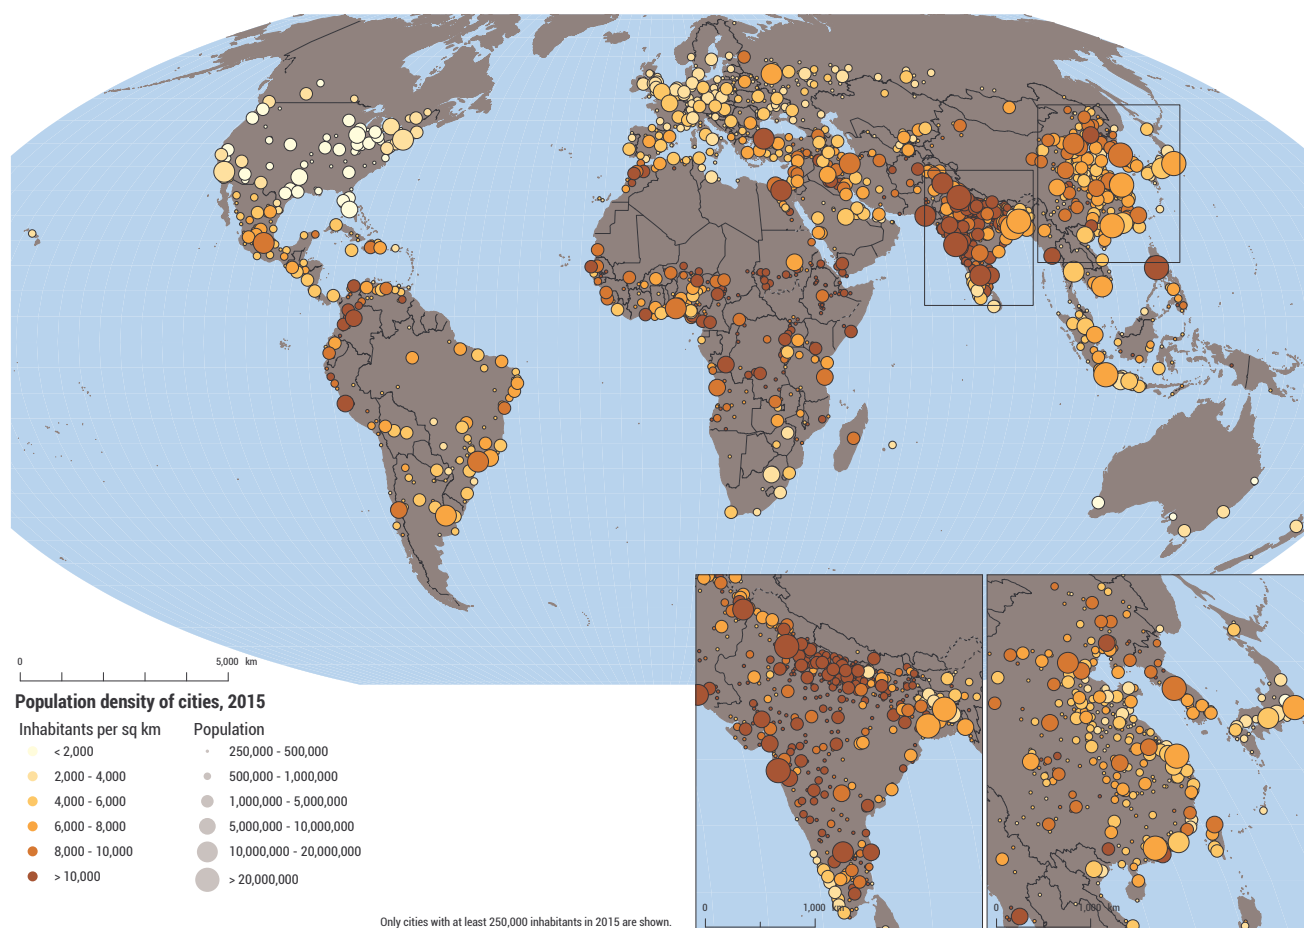 0 5,000 km
Population density of cities, 2015
Inhabitants per sq km
< 2,000
2,000 - 4,000
4,000 - 6,000
6,000 - 8,000
8,000 - 10,000
> 10,000
Population
250,000 - 500,000
500,000 - 1,000,000
1,000,000 - 5,000,000
5,000,000 - 10,000,000
10,000,000 - 20,000,000
> 20,000,000
0 1,000 km
0 1,000 km
Only cities with at least 250,000 inhabitants in 2015 are shown.